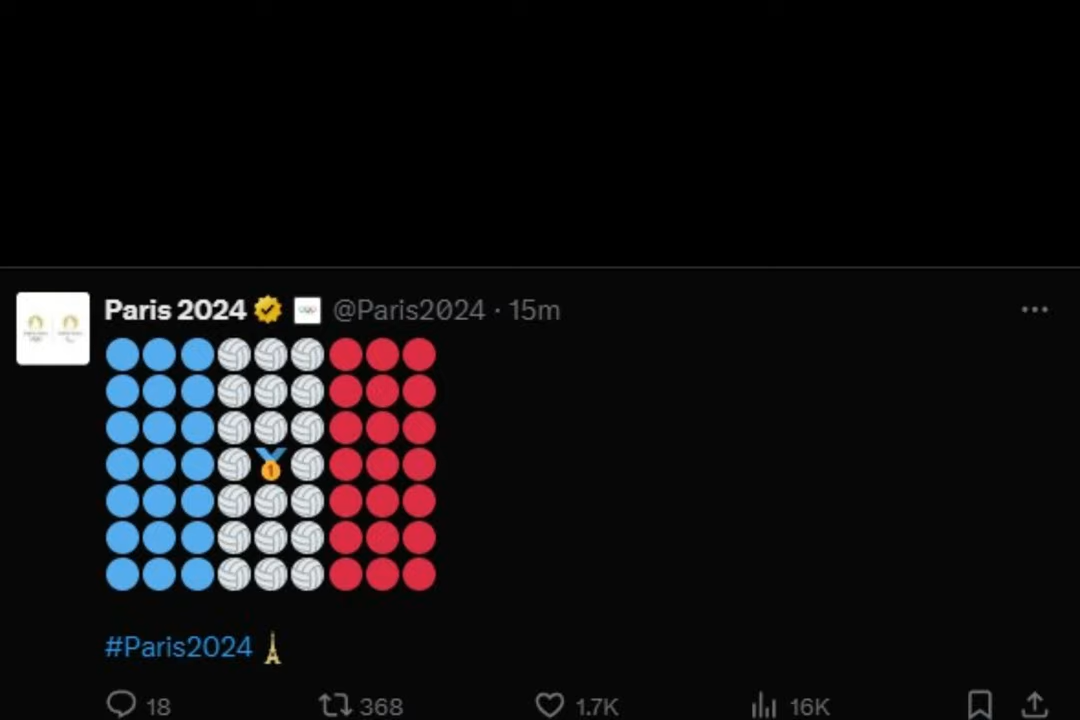 Paris 2024 @Paris2024 · 15m
🔵🔵🔵🏐🏐🏐🔴🔴🔴
🔵🔵🔵🏐🏐🏐🔴🔴🔴
🔵🔵🔵🏐🏐🏐🔴🔴🔴
🔵🔵🔵🏐🥇🏐🔴🔴🔴
🔵🔵🔵🏐🏐🏐🔴🔴🔴
🔵🔵🔵🏐🏐🏐🔴🔴🔴
🔵🔵🔵🏐🏐🏐🔴🔴🔴
#Paris2024
18 368 1.7K 16K